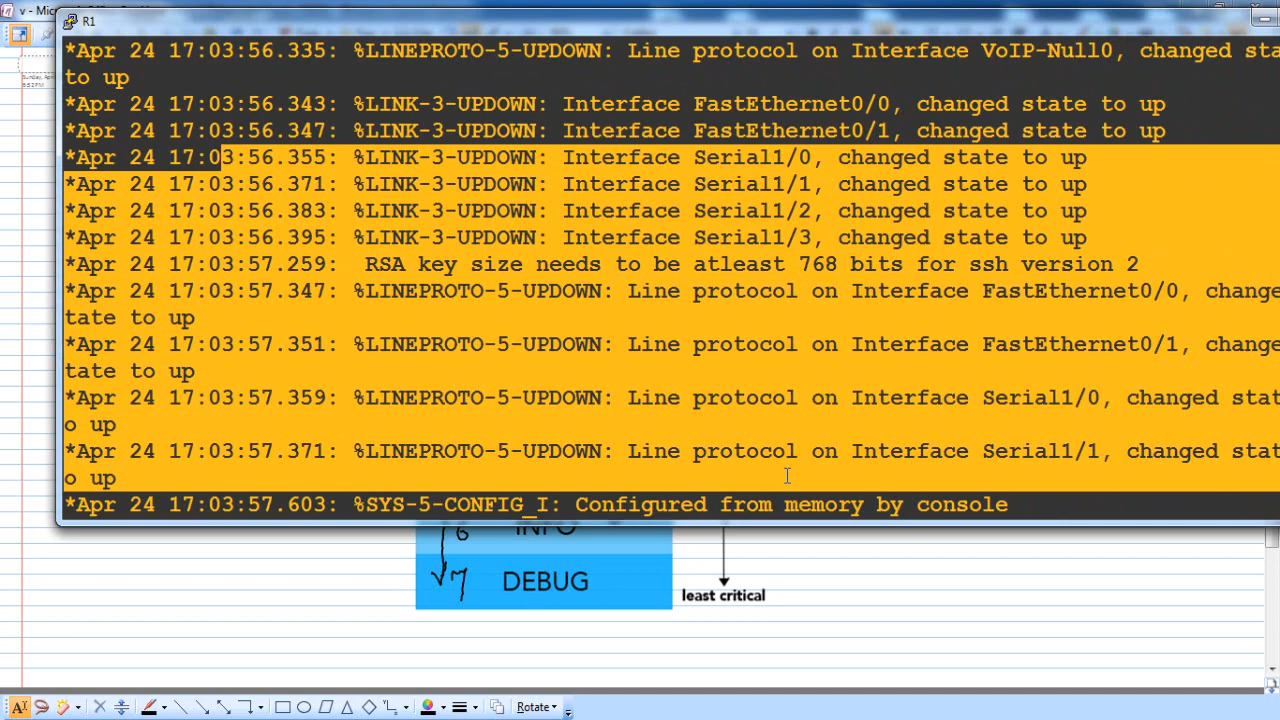 v - Mic
R1
*Apr 24 17:03:56.335: %LINEPROTO-5-UPDOWN: Line protocol on Interface VoIP-Null0, changed sta
to up
*Apr 24 17:03:56.343: %LINK-3-UPDOWN: Interface FastEthernet0/0, changed state to up
*Apr 24 17:03:56.347: %LINK-3-UPDOWN: Interface FastEthernet0/1, changed state to up
*Apr 24 17:03:56.355: %LINK-3-UPDOWN: Interface Serial1/0, changed state to up
*Apr 24 17:03:56.371: %LINK-3-UPDOWN: Interface Serial1/1, changed state to up
*Apr 24 17:03:56.383: %LINK-3-UPDOWN: Interface Serial1/2, changed state to up
*Apr 24 17:03:56.395: %LINK-3-UPDOWN: Interface Serial1/3, changed state to up
*Apr 24 17:03:57.259: RSA key size needs to be atleast 768 bits for ssh version 2
*Apr 24 17:03:57.347: %LINEPROTO-5-UPDOWN: Line protocol on Interface FastEthernet0/0, change
tate to up
*Apr 24 17:03:57.351: %LINEPROTO-5-UPDOWN: Line protocol on Interface FastEthernet0/1, change
tate to up
*Apr 24 17:03:57.359: %LINEPROTO-5-UPDOWN: Line protocol on Interface Serial1/0, changed stat
o up
*Apr 24 17:03:57.371: %LINEPROTO-5-UPDOWN: Line protocol on Interface Serial1/1, changed stat
o up
*Apr 24 17:03:57.603: %SYS-5-CONFIG_I: Configured from memory by console
6 INFO
7 DEBUG
least critical
Rotate